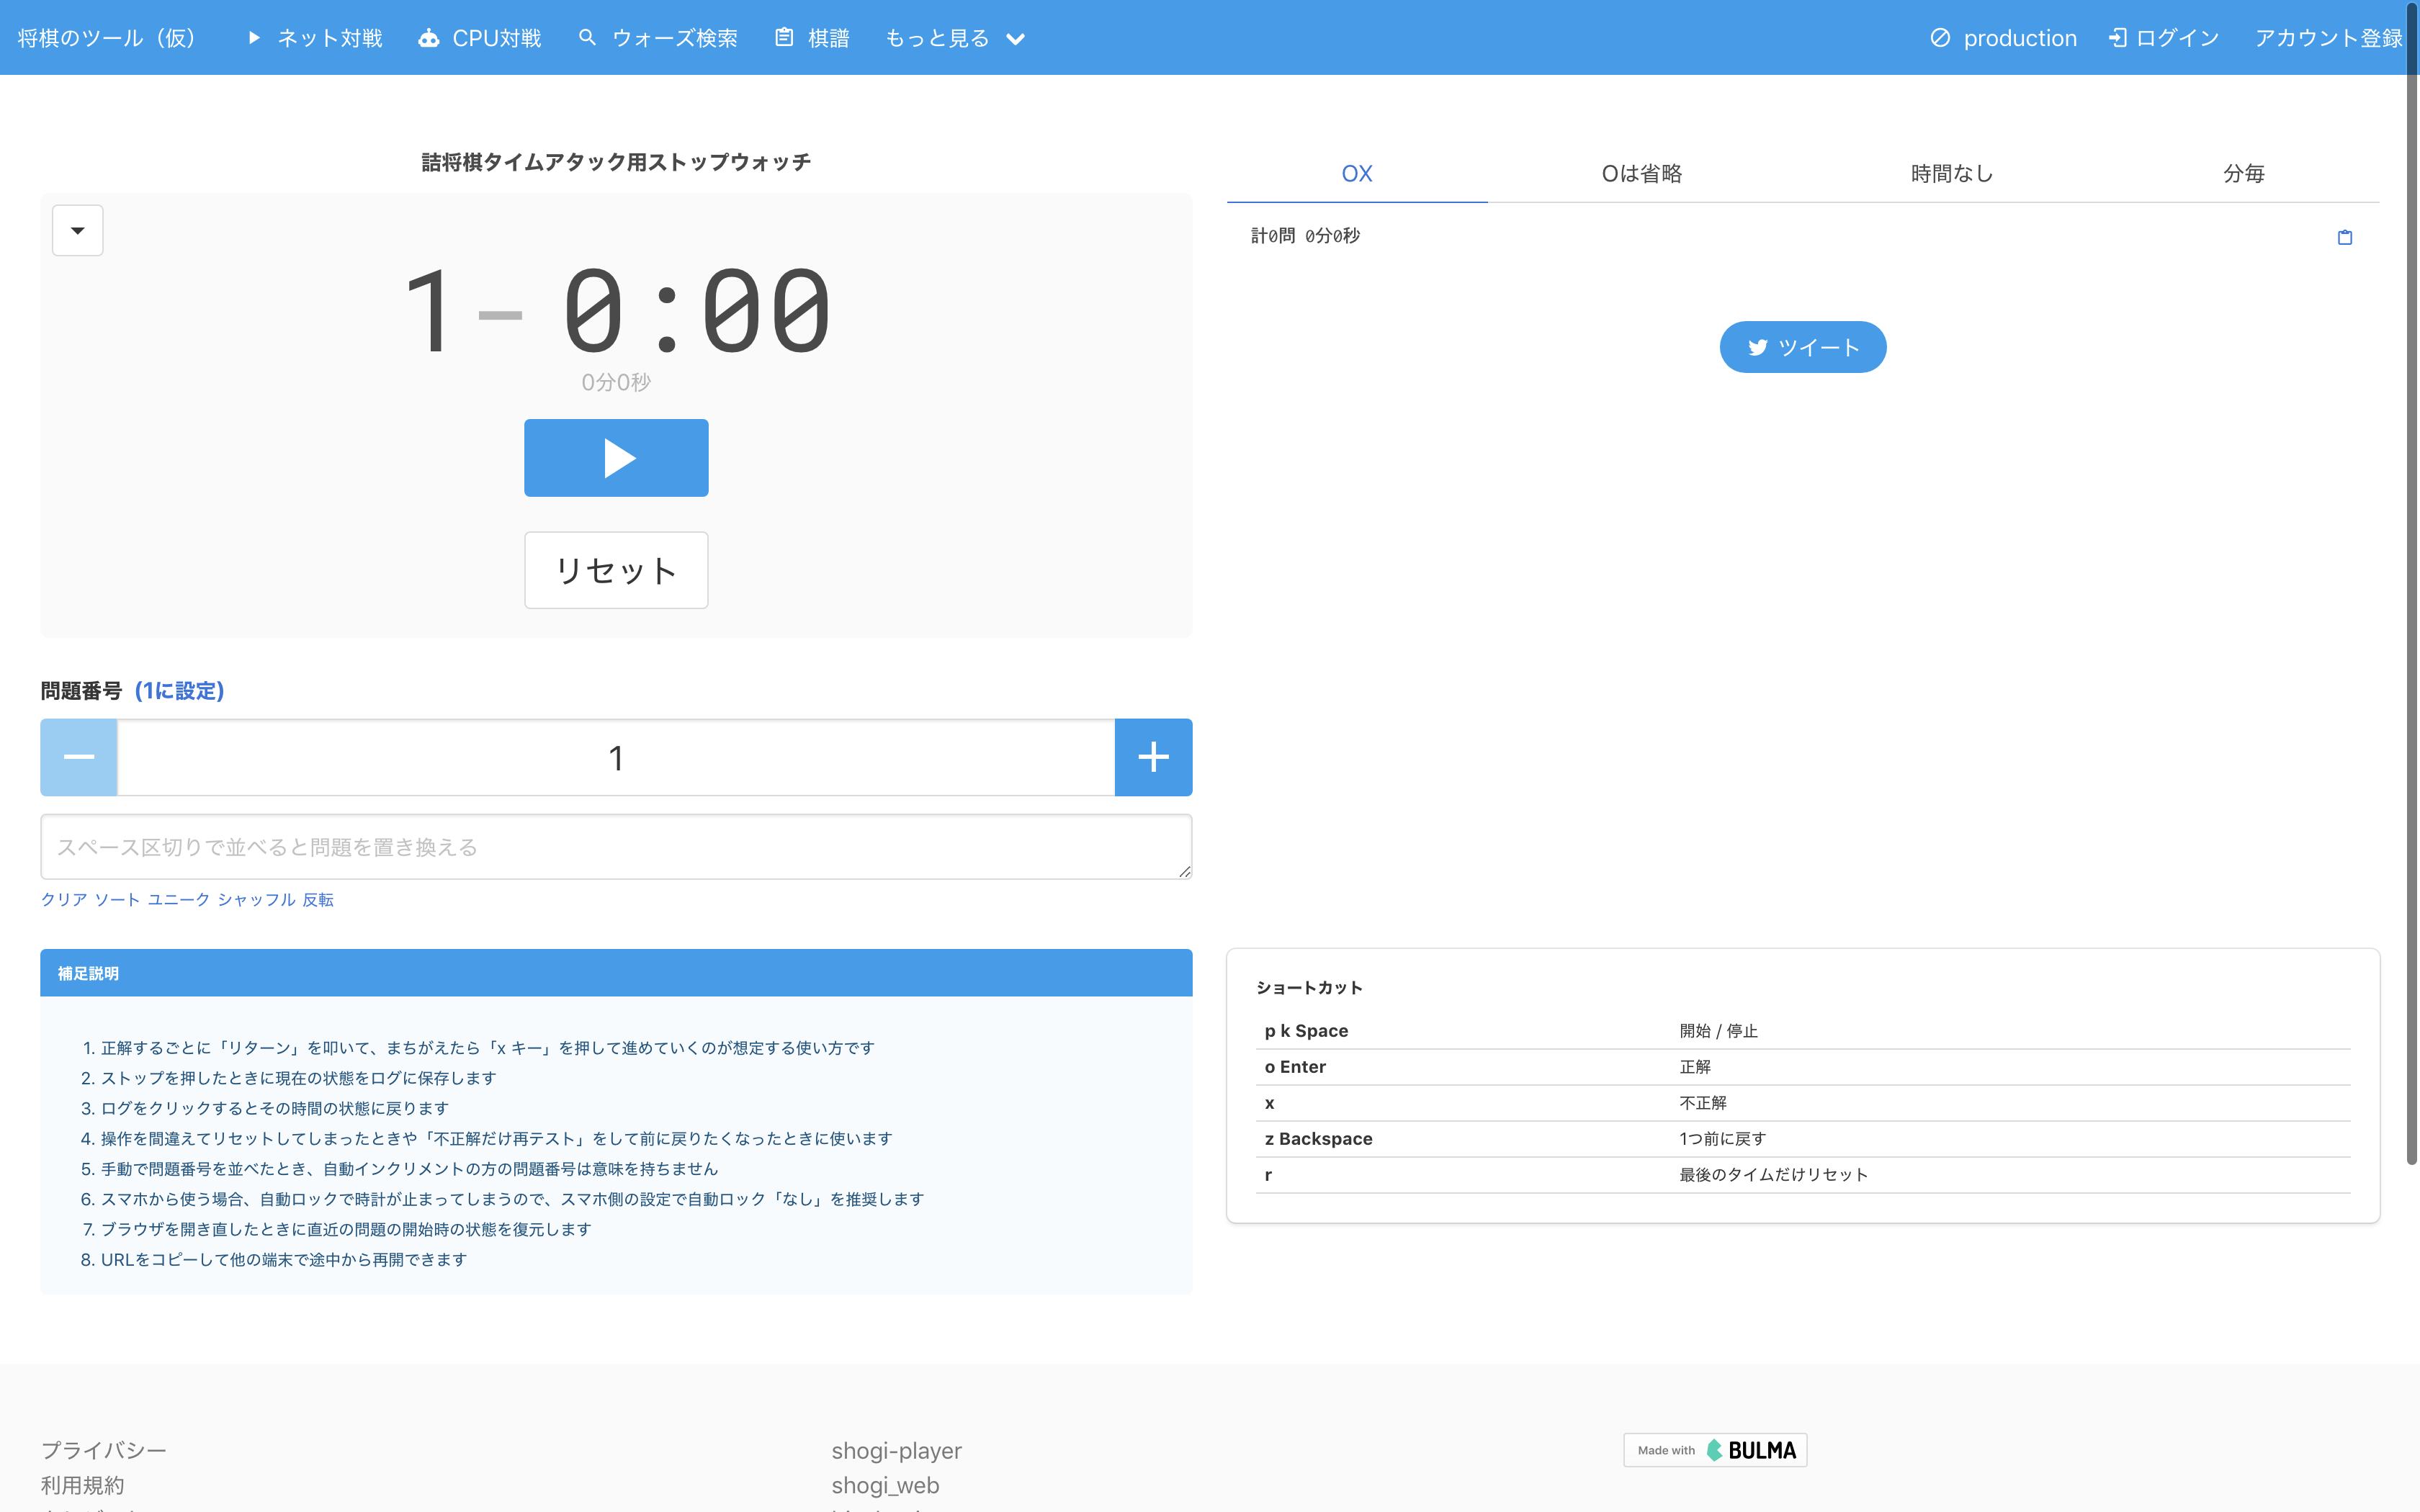 将棋のツール（仮） ネット対戦 CPU対戦 ウォーズ検索 棋譜 もっと見る production ログイン アカウント登録
詰将棋タイムアタック用ストップウォッチ
1 - 0:00
0分0秒
リセット
問題番号 (1に設定)
1
スペース区切りで並べると問題を置き換える
クリア ソート ユニーク シャッフル 反転
OX Oは省略 時間なし 分毎
計0問 0分0秒
ツイート
補足説明
1. 正解するごとに「リターン」を叩いて、まちがえたら「x キー」を押して進めていくのが想定する使い方です
2. ストップを押したときに現在の状態をログに保存します
3. ログをクリックするとその時間の状態に戻ります
4. 操作を間違えてリセットしてしまったときや「不正解だけ再テスト」をして前に戻りたくなったときに使います
5. 手動で問題番号を並べたとき、自動インクリメントの方の問題番号は意味を持ちません
6. スマホから使う場合、自動ロックで時計が止まってしまうので、スマホ側の設定で自動ロック「なし」を推奨します
7. ブラウザを開き直したときに直近の問題の開始時の状態を復元します
8. URLをコピーして他の端末で途中から再開できます
ショートカット
p k Space 開始 / 停止
o Enter 正解
x 不正解
z Backspace 1つ前に戻す
r 最後のタイムだけリセット
プライバシー
利用規約
shogi-player
shogi_web
Made with BULMA